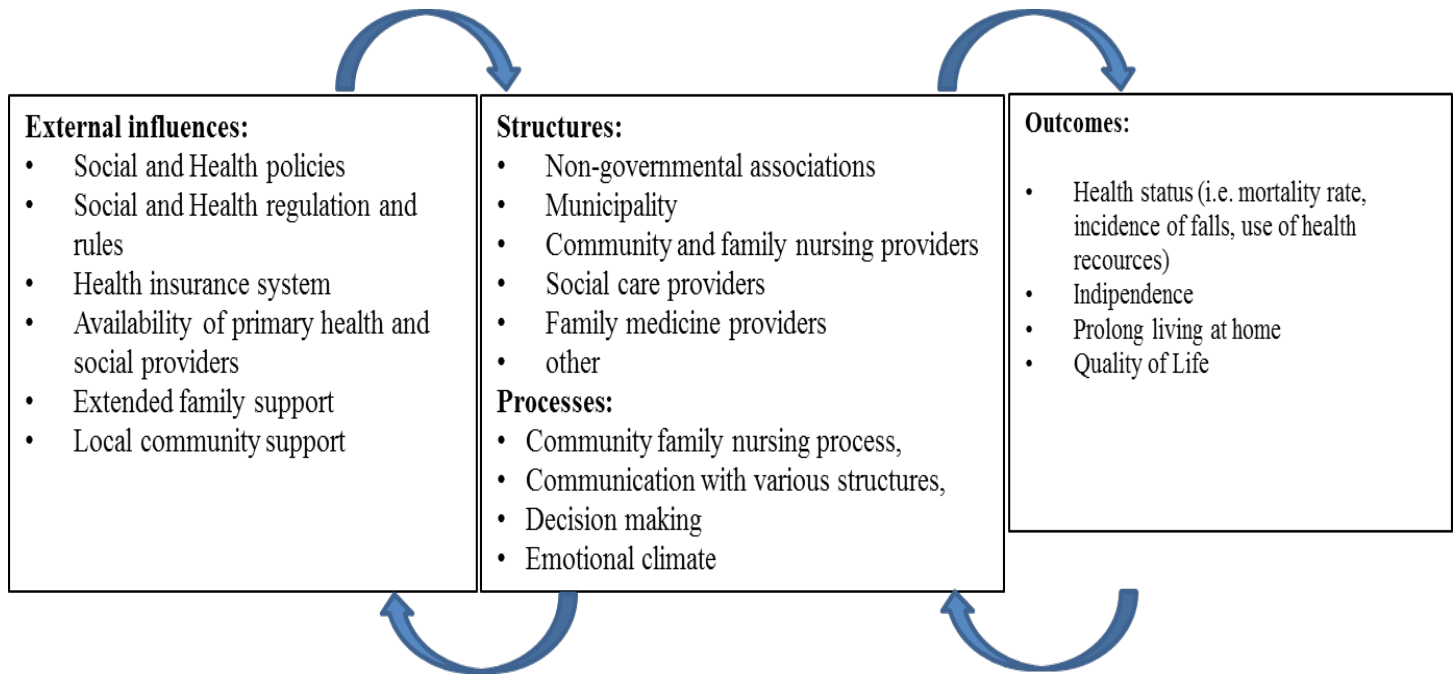 External influences:
• Social and Health policies
• Social and Health regulation and
rules
• Health insurance system
• Availability of primary health and
social providers
• Extended family support
• Local community support
Structures:
• Non-governmental associations
• Municipality
• Community and family nursing providers
• Social care providers
• Family medicine providers
• other
Processes:
• Community family nursing process,
• Communication with various structures,
• Decision making
• Emotional climate
Outcomes:
• Health status (i.e. mortality rate,
incidence of falls, use of health
recources)
• Indipendence
• Prolong living at home
• Quality of Life